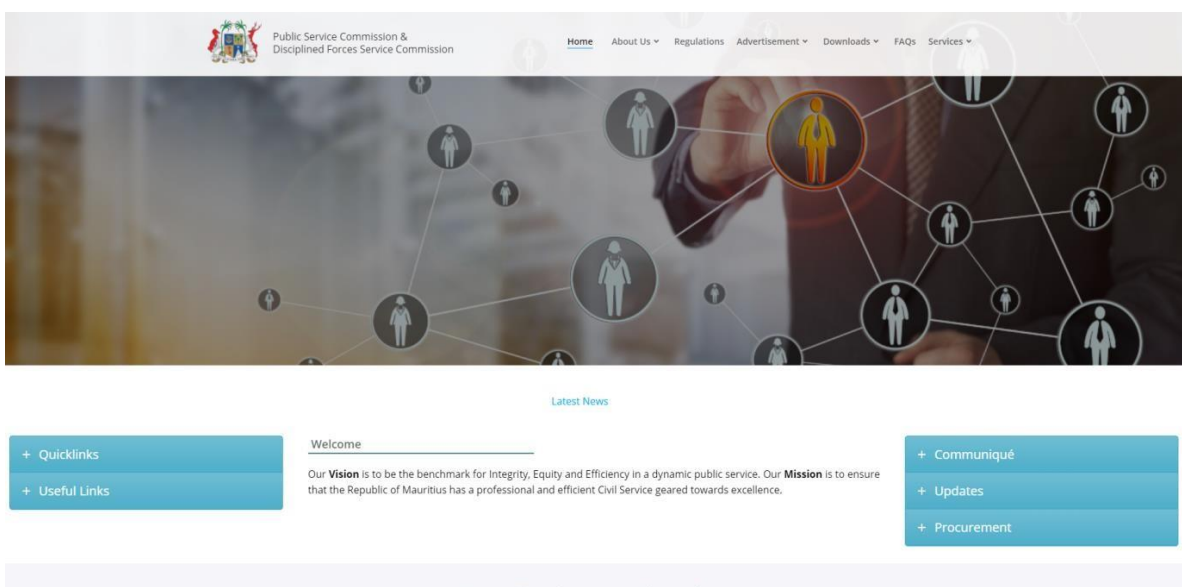 Public Service Commission &
Disciplined Forces Service Commission
Home About Us Regulations Advertisement Downloads FAQs Services
Latest News
+ Quicklinks
+ Useful Links
Welcome
Our Vision is to be the benchmark for Integrity, Equity and Efficiency in a dynamic public service. Our Mission is to ensure
that the Republic of Mauritius has a professional and efficient Civil Service geared towards excellence.
+ Communiqué
+ Updates
+ Procurement